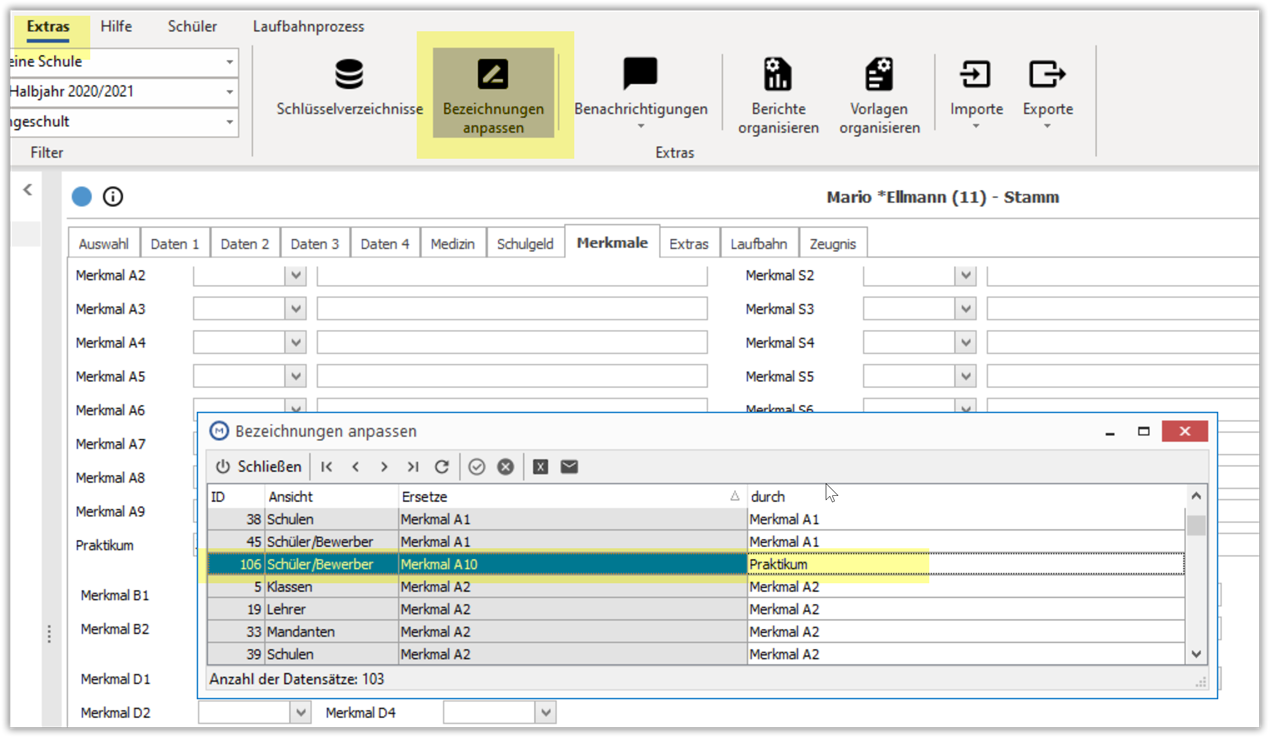 Extras Hilfe Schüler Laufbahnprozess
eine Schule
Halbjahr 2020/2021
ngeschult
Filter
Schlüsselverzeichnisse
Bezeichnungen
anpassen
Benachrichtigungen
Berichte
organisieren
Vorlagen
organisieren
Importe
Exporte
Extras
Mario *Ellmann (11) - Stamm
Auswahl Daten 1 Daten 2 Daten 3 Daten 4 Medizin Schulgeld Merkmale Extras Laufbahn Zeugnis
Merkmal A2 Merkmal S2
Merkmal A3 Merkmal S3
Merkmal A4 Merkmal S4
Merkmal A5 Merkmal S5
Merkmal A6 Merkmal S6
Merkmal A7
Merkmal A8
Merkmal A9
Praktikum
Merkmal B1
Merkmal B2
Merkmal D1
Merkmal D2 Merkmal D4
Bezeichnungen anpassen
Schließen
ID Ansicht Ersetze durch
38 Schulen Merkmal A1 Merkmal A1
45 Schüler/Bewerber Merkmal A1 Merkmal A1
106 Schüler/Bewerber Merkmal A10 Praktikum
5 Klassen Merkmal A2 Merkmal A2
19 Lehrer Merkmal A2 Merkmal A2
33 Mandanten Merkmal A2 Merkmal A2
39 Schulen Merkmal A2 Merkmal A2
Anzahl der Datensätze: 103